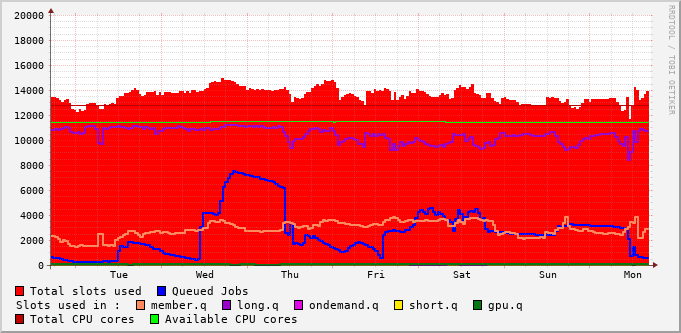 20000
18000
16000
14000
12000
10000
8000
6000
4000
2000
0
Tue Wed Thu Fri Sat Sun Mon
Total slots used Queued Jobs
Slots used in : member.q long.q ondemand.q short.q gpu.q
Total CPU cores Available CPU cores
RRDTOOL / TOBI OETIKER